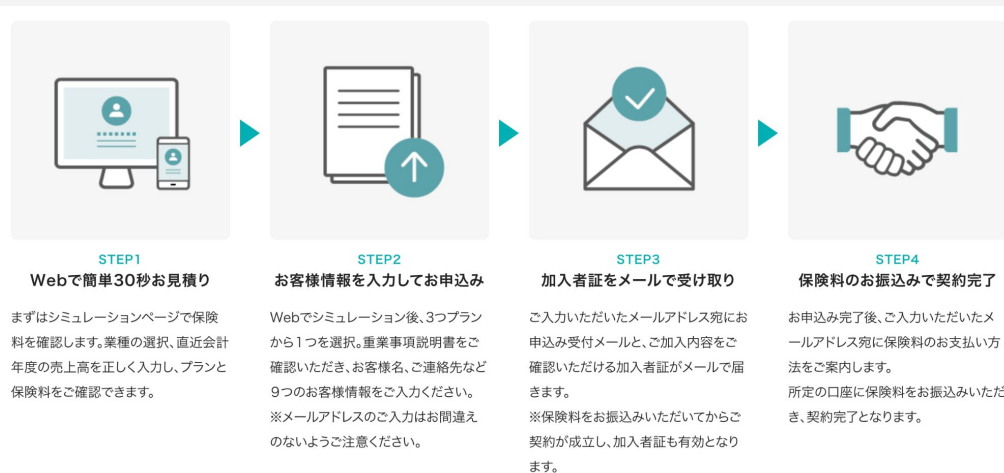 STEP1
Webで簡単30秒お見積り
まずはシミュレーションページで保険
料を確認します。業種の選択、直近会計
年度の売上高を正しく入力し、プランと
保険料をご確認できます。
STEP2
お客様情報を入力してお申込み
Webでシミュレーション後、3つプラン
から1つを選択。重業事項説明書をご
確認いただき、お客様名、ご連絡先など
9つのお客様情報をご入力ください。
※メールアドレスのご入力はお間違え
のないようご注意ください。
STEP3
加入者証をメールで受け取り
ご入力いただいたメールアドレス宛にお
申込み受付メールと、ご加入内容をご
確認いただける加入者証がメールで届
きます。
※保険料をお振込みいただいてからご
契約が成立し、加入者証も有効となり
ます。
STEP4
保険料のお振込みで契約完了
お申込み完了後、ご入力いただいたメ
ールアドレス宛に保険料のお支払い方
法をご案内します。
所定の口座に保険料をお振込みいただ
き、契約完了となります。